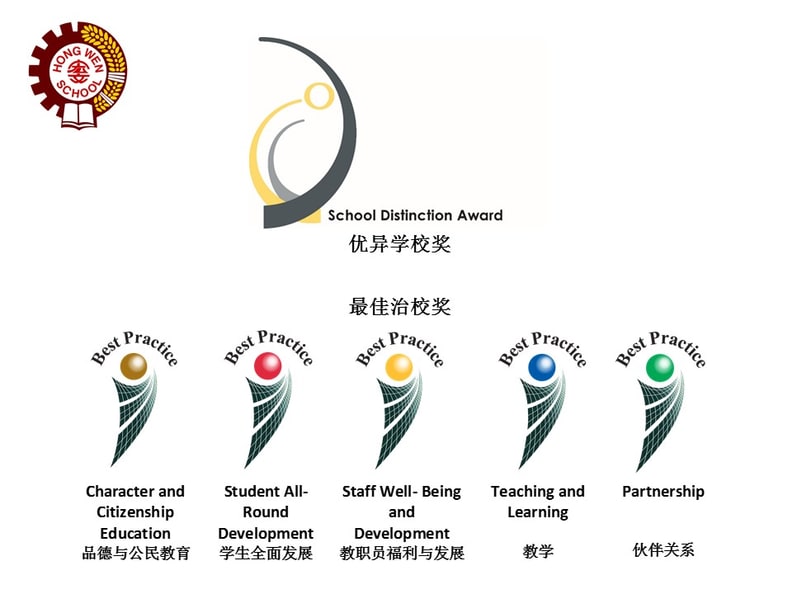 HONG WEN
SCHOOL
School Distinction Award
优异学校奖
最佳治校奖
Best Practice
Best Practice
Best Practice
Best Practice
Best Practice
Character and
Citizenship
Education
品德与公民教育
Student All-
Round
Development
学生全面发展
Staff Well- Being
and
Development
教职员福利与发展
Teaching and
Learning
教学
Partnership
伙伴关系